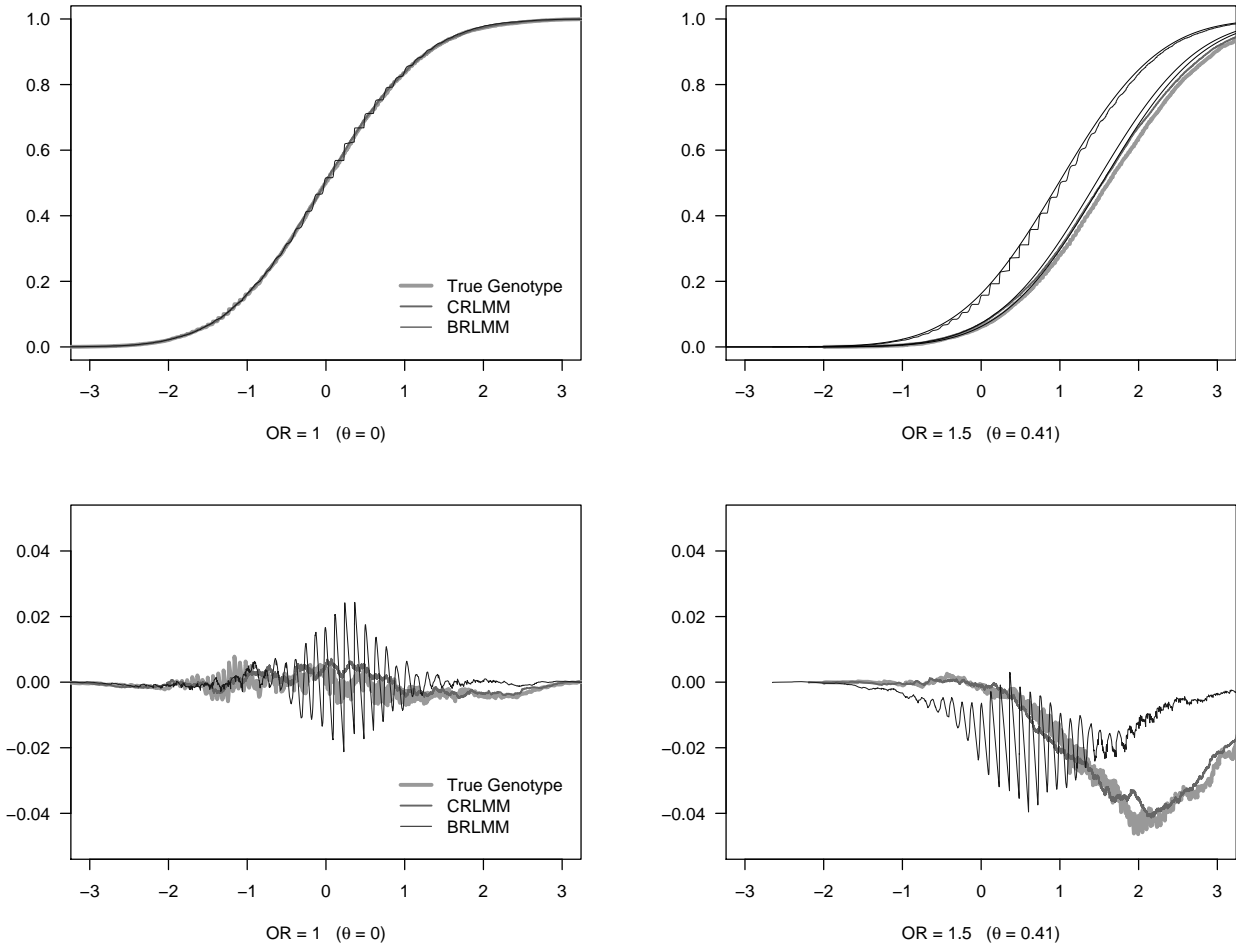 1.0
0.8
0.6
0.4
0.2
0.0
True Genotype
CRLMM
BRLMM
−3 −2 −1 0 1 2 3
OR = 1 (θ = 0)
1.0
0.8
0.6
0.4
0.2
0.0
−3 −2 −1 0 1 2 3
OR = 1.5 (θ = 0.41)
0.04
0.02
0.00
−0.02
−0.04
True Genotype
CRLMM
BRLMM
−3 −2 −1 0 1 2 3
OR = 1 (θ = 0)
0.04
0.02
0.00
−0.02
−0.04
−3 −2 −1 0 1 2 3
OR = 1.5 (θ = 0.41)